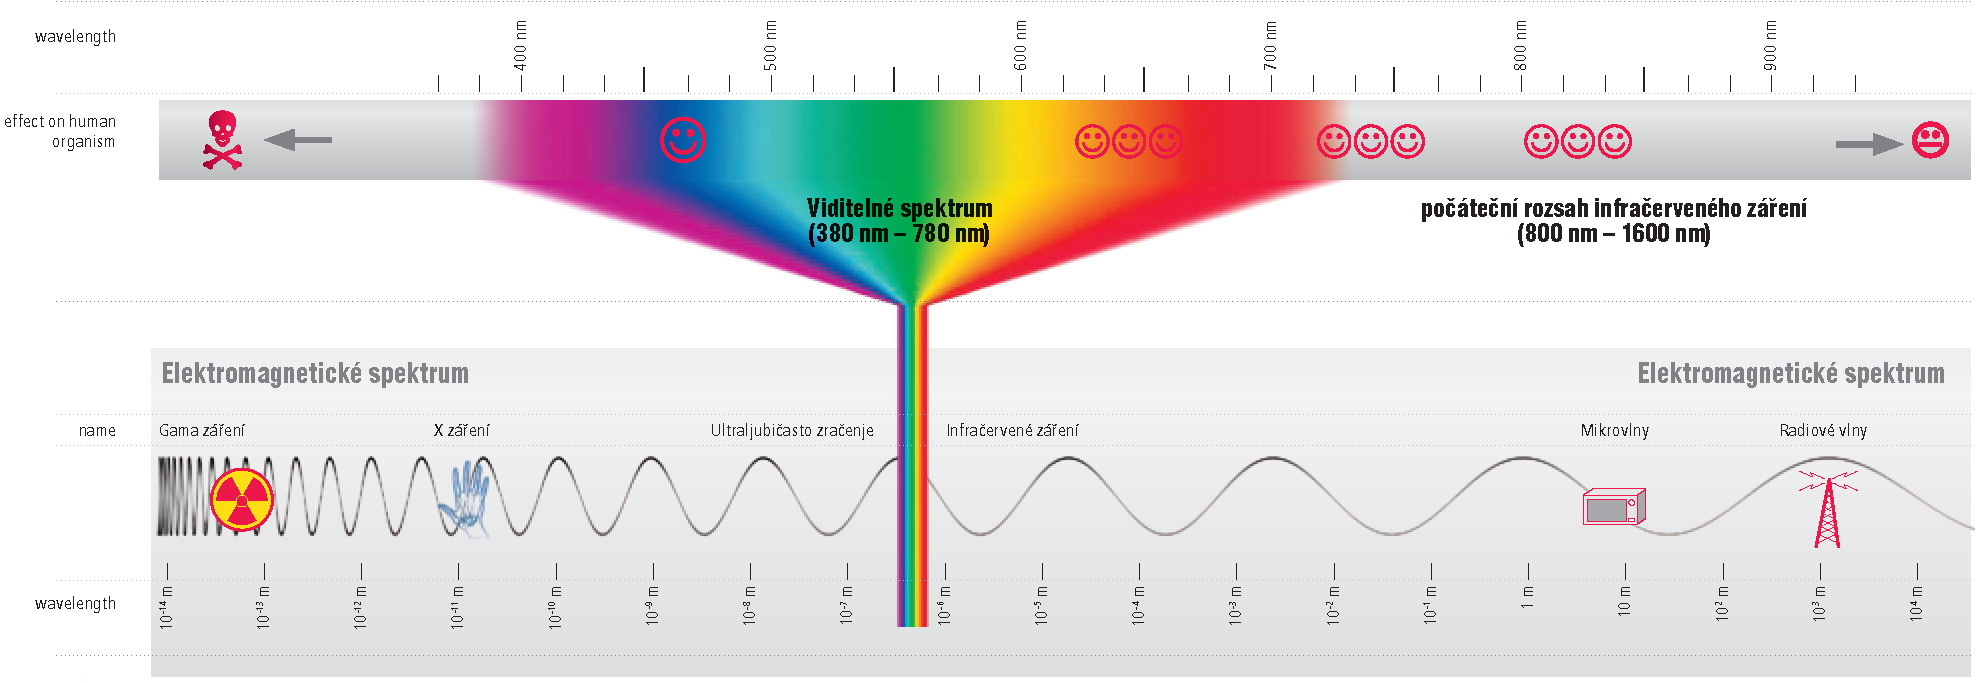 wavelength
400 nm
500 nm
600 nm
700 nm
800 nm
900 nm
effect on human
organism
Viditelné spektrum
(380 nm – 780 nm)
počáteční rozsah infračerveného záření
(800 nm – 1600 nm)
Elektromagnetické spektrum
Elektromagnetické spektrum
name
Gama záření
X záření
Ultraljubičasto zračenje
Infračervené záření
Mikrovlny
Radiové vlny
wavelength
10⁻¹⁴ m
10⁻¹³ m
10⁻¹² m
10⁻¹¹ m
10⁻¹⁰ m
10⁻⁹ m
10⁻⁸ m
10⁻⁷ m
10⁻⁶ m
10⁻⁵ m
10⁻⁴ m
10⁻³ m
10⁻² m
10⁻¹ m
1 m
10 m
10² m
10³ m
10⁴ m